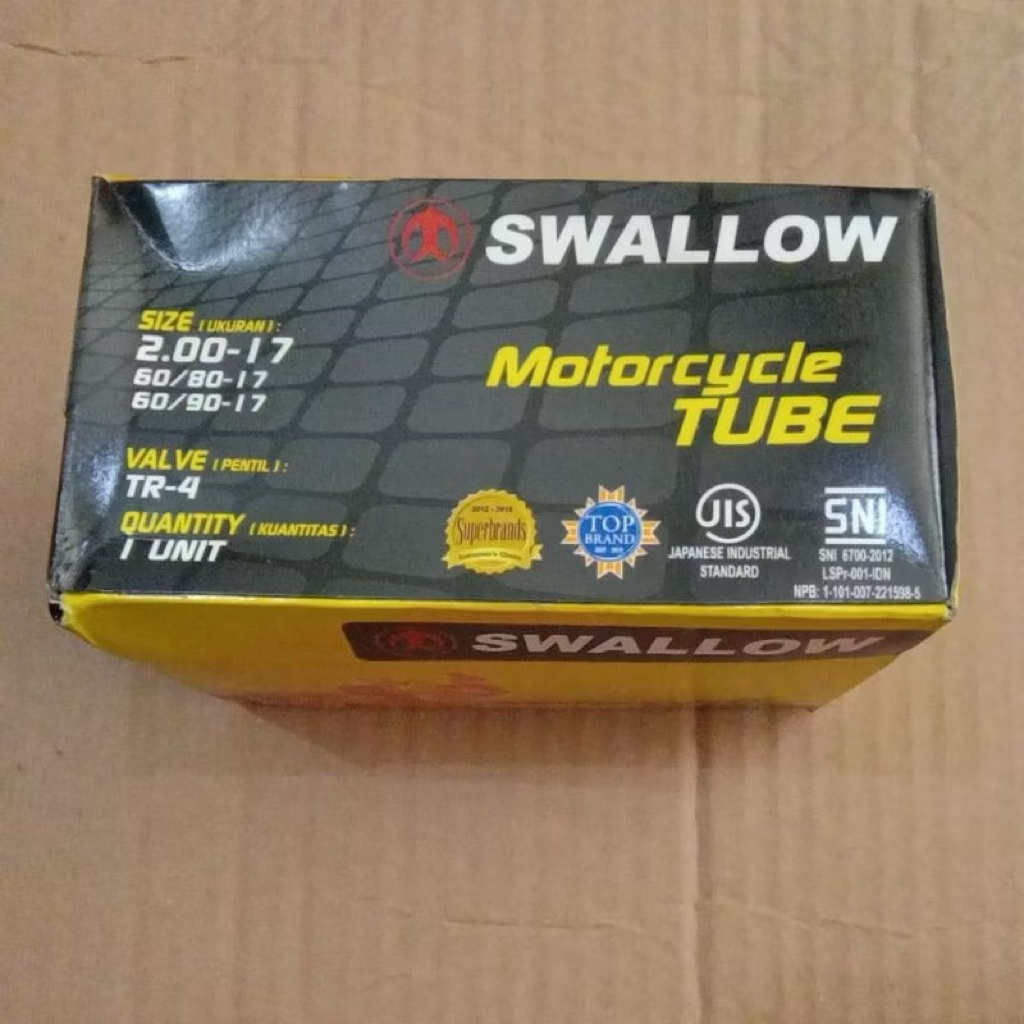 SWALLOW
SIZE [UKURAN] :
2.00-17
60/80-17
60/90-17
Motorcycle
TUBE
VALVE [PENTIL] :
TR-4
QUANTITY [KUANTITAS] :
1 UNIT
Superbrands
TOP
BRAND
JIS
JAPANESE INDUSTRIAL
STANDARD
SNI
SNI 6700-2012
LSPr-001-IDN
NPB: 1-101-007-221598-5
SWALLOW